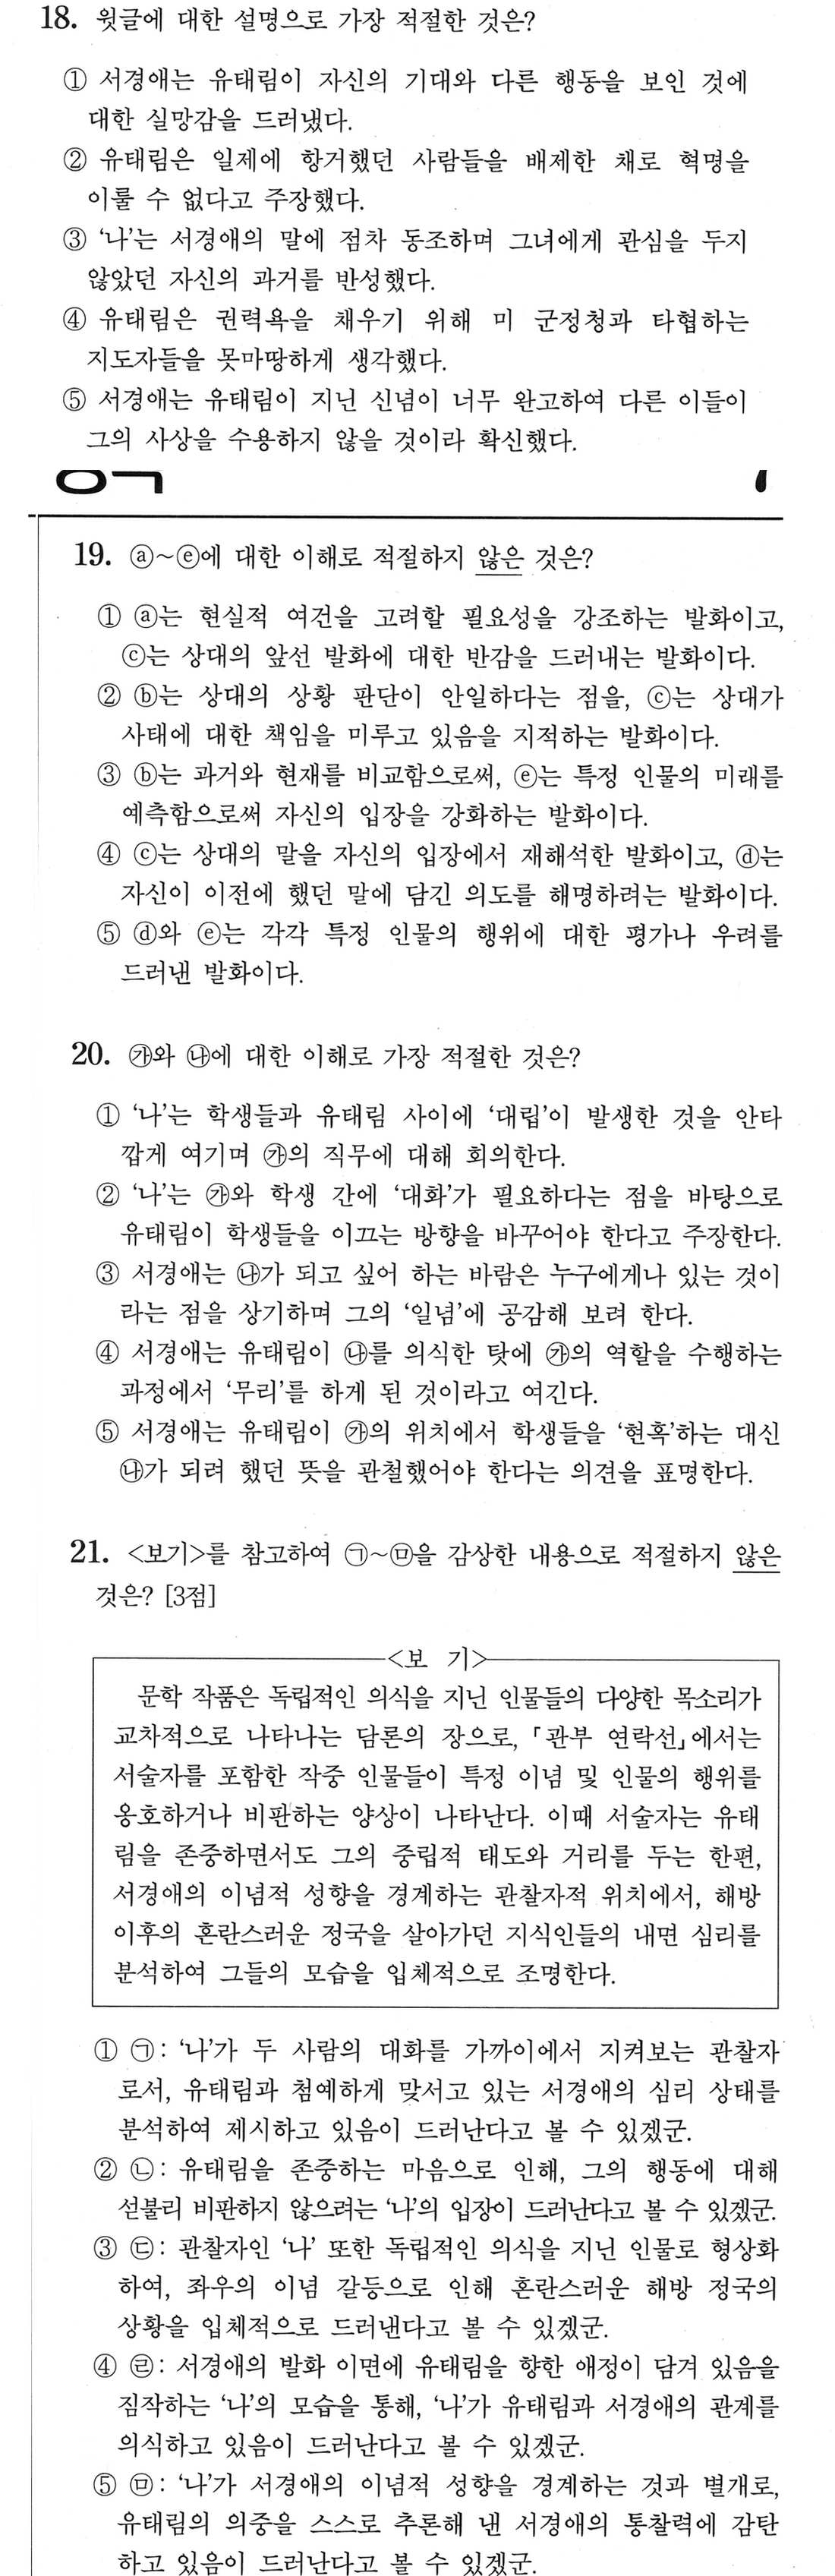 18. 윗글에 대한 설명으로 가장 적절한 것은?
① 서경애는 유태림이 자신의 기대와 다른 행동을 보인 것에
대한 실망감을 드러냈다.
② 유태림은 일제에 항거했던 사람들을 배제한 채로 혁명을
이룰 수 없다고 주장했다.
③ ‘나’는 서경애의 말에 점차 동조하며 그녀에게 관심을 두지
않았던 자신의 과거를 반성했다.
④ 유태림은 권력욕을 채우기 위해 미 군정청과 타협하는
지도자들을 못마땅하게 생각했다.
⑤ 서경애는 유태림이 지닌 신념이 너무 완고하여 다른 이들이
그의 사상을 수용하지 않을 것이라 확신했다.
19. ⓐ~ⓔ에 대한 이해로 적절하지 않은 것은?
① ⓐ는 현실적 여건을 고려할 필요성을 강조하는 발화이고,
ⓒ는 상대의 앞선 발화에 대한 반감을 드러내는 발화이다.
② ⓑ는 상대의 상황 판단이 안일하다는 점을, ⓒ는 상대가
사태에 대한 책임을 미루고 있음을 지적하는 발화이다.
③ ⓑ는 과거와 현재를 비교함으로써, ⓔ는 특정 인물의 미래를
예측함으로써 자신의 입장을 강화하는 발화이다.
④ ⓒ는 상대의 말을 자신의 입장에서 재해석한 발화이고, ⓓ는
자신이 이전에 했던 말에 담긴 의도를 해명하려는 발화이다.
⑤ ⓓ와 ⓔ는 각각 특정 인물의 행위에 대한 평가나 우려를
드러낸 발화이다.
20. ㉮와 ㉯에 대한 이해로 가장 적절한 것은?
① ‘나’는 학생들과 유태림 사이에 ‘대립’이 발생한 것을 안타
깝게 여기며 ㉮의 직무에 대해 회의한다.
② ‘나’는 ㉮와 학생 간에 ‘대화’가 필요하다는 점을 바탕으로
유태림이 학생들을 이끄는 방향을 바꾸어야 한다고 주장한다.
③ 서경애는 ㉯가 되고 싶어 하는 바람은 누구에게나 있는 것이
라는 점을 상기하며 그의 ‘일념’에 공감해 보려 한다.
④ 서경애는 유태림이 ㉯를 의식한 탓에 ㉮의 역할을 수행하는
과정에서 ‘무리’를 하게 된 것이라고 여긴다.
⑤ 서경애는 유태림이 ㉮의 위치에서 학생들을 ‘현혹’하는 대신
㉯가 되려 했던 뜻을 관철했어야 한다는 의견을 표명한다.
21. <보기>를 참고하여 ㉠~㉤을 감상한 내용으로 적절하지 않은
것은? [3점]
<보 기>
문학 작품은 독립적인 의식을 지닌 인물들의 다양한 목소리가
교차적으로 나타나는 담론의 장으로, 「관부 연락선」에서는
서술자를 포함한 작중 인물들이 특정 이념 및 인물의 행위를
옹호하거나 비판하는 양상이 나타난다. 이때 서술자는 유태
림을 존중하면서도 그의 중립적 태도와 거리를 두는 한편,
서경애의 이념적 성향을 경계하는 관찰자적 위치에서, 해방
이후의 혼란스러운 정국을 살아가던 지식인들의 내면 심리를
분석하여 그들의 모습을 입체적으로 조명한다.
① ㉠: ‘나’가 두 사람의 대화를 가까이에서 지켜보는 관찰자
로서, 유태림과 첨예하게 맞서고 있는 서경애의 심리 상태를
분석하여 제시하고 있음이 드러난다고 볼 수 있겠군.
② ㉡: 유태림을 존중하는 마음으로 인해, 그의 행동에 대해
섣불리 비판하지 않으려는 ‘나’의 입장이 드러난다고 볼 수 있겠군.
③ ㉢: 관찰자인 ‘나’ 또한 독립적인 의식을 지닌 인물로 형상화
하여, 좌우의 이념 갈등으로 인해 혼란스러운 해방 정국의
상황을 입체적으로 드러낸다고 볼 수 있겠군.
④ ㉣: 서경애의 발화 이면에 유태림을 향한 애정이 담겨 있음을
짐작하는 ‘나’의 모습을 통해, ‘나’가 유태림과 서경애의 관계를
의식하고 있음이 드러난다고 볼 수 있겠군.
⑤ ㉤: ‘나’가 서경애의 이념적 성향을 경계하는 것과 별개로,
유태림의 의중을 스스로 추론해 낸 서경애의 통찰력에 감탄
하고 있음이 드러난다고 볼 수 있겠군.